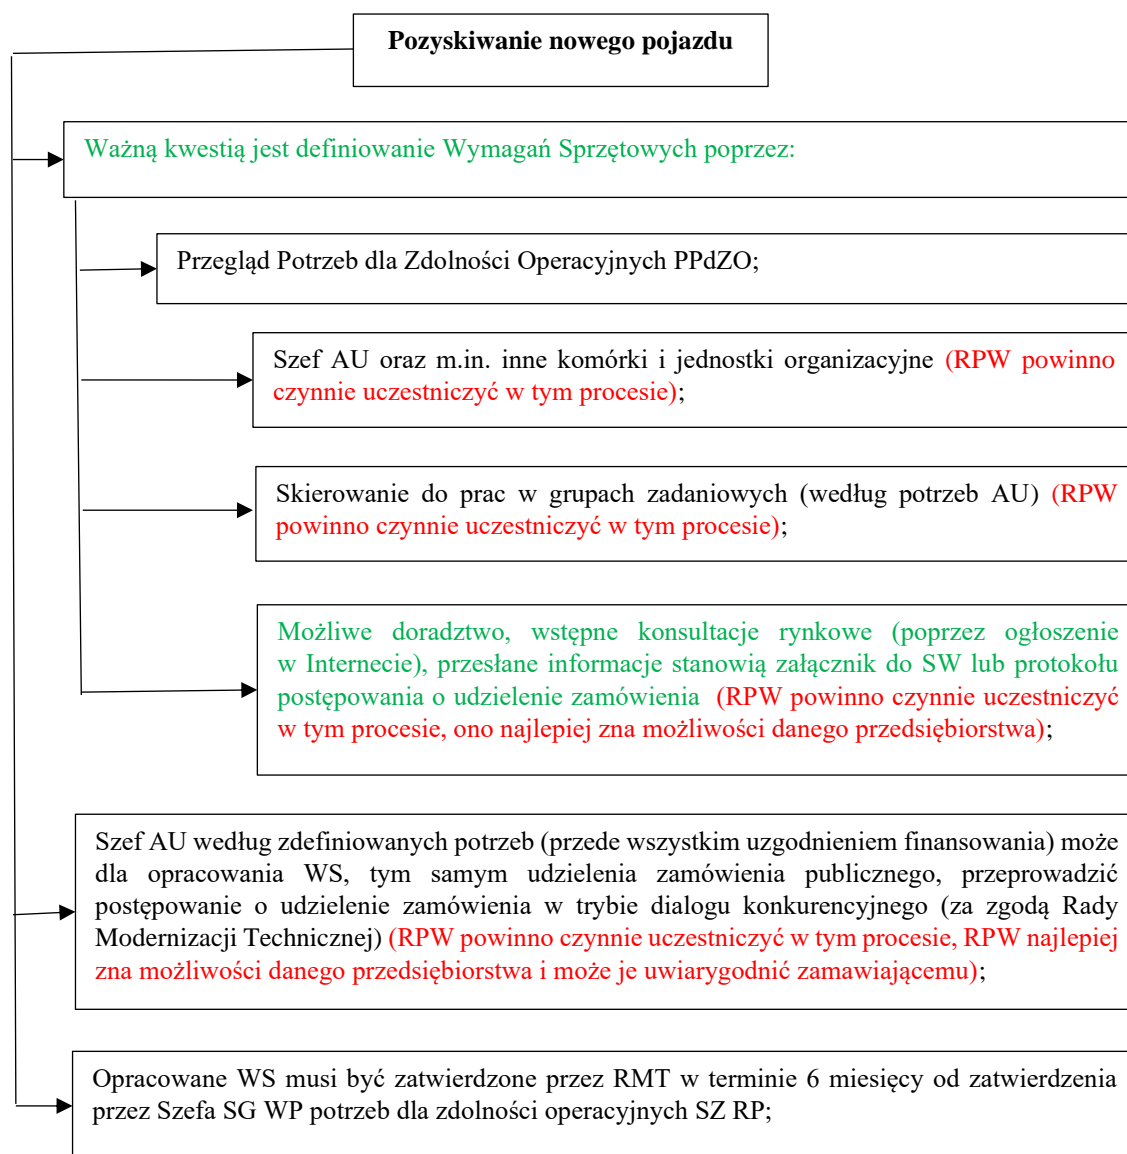 Pozyskiwanie nowego pojazdu
Ważną kwestią jest definiowanie Wymagań Sprzętowych poprzez:
Przegląd Potrzeb dla Zdolności Operacyjnych PPdZO;
Szef AU oraz m.in. inne komórki i jednostki organizacyjne (RPW powinno
czynnie uczestniczyć w tym procesie);
Skierowanie do prac w grupach zadaniowych (według potrzeb AU) (RPW
powinno czynnie uczestniczyć w tym procesie);
Możliwe doradztwo, wstępne konsultacje rynkowe (poprzez ogłoszenie
w Internecie), przesłane informacje stanowią załącznik do SW lub protokołu
postępowania o udzielenie zamówienia (RPW powinno czynnie uczestniczyć
w tym procesie, ono najlepiej zna możliwości danego przedsiębiorstwa);
Szef AU według zdefiniowanych potrzeb (przede wszystkim uzgodnieniem finansowania) może
dla opracowania WS, tym samym udzielenia zamówienia publicznego, przeprowadzić
postępowanie o udzielenie zamówienia w trybie dialogu konkurencyjnego (za zgodą Rady
Modernizacji Technicznej) (RPW powinno czynnie uczestniczyć w tym procesie, RPW najlepiej
zna możliwości danego przedsiębiorstwa i może je uwiarygodnić zamawiającemu);
Opracowane WS musi być zatwierdzone przez RMT w terminie 6 miesięcy od zatwierdzenia
przez Szefa SG WP potrzeb dla zdolności operacyjnych SZ RP;